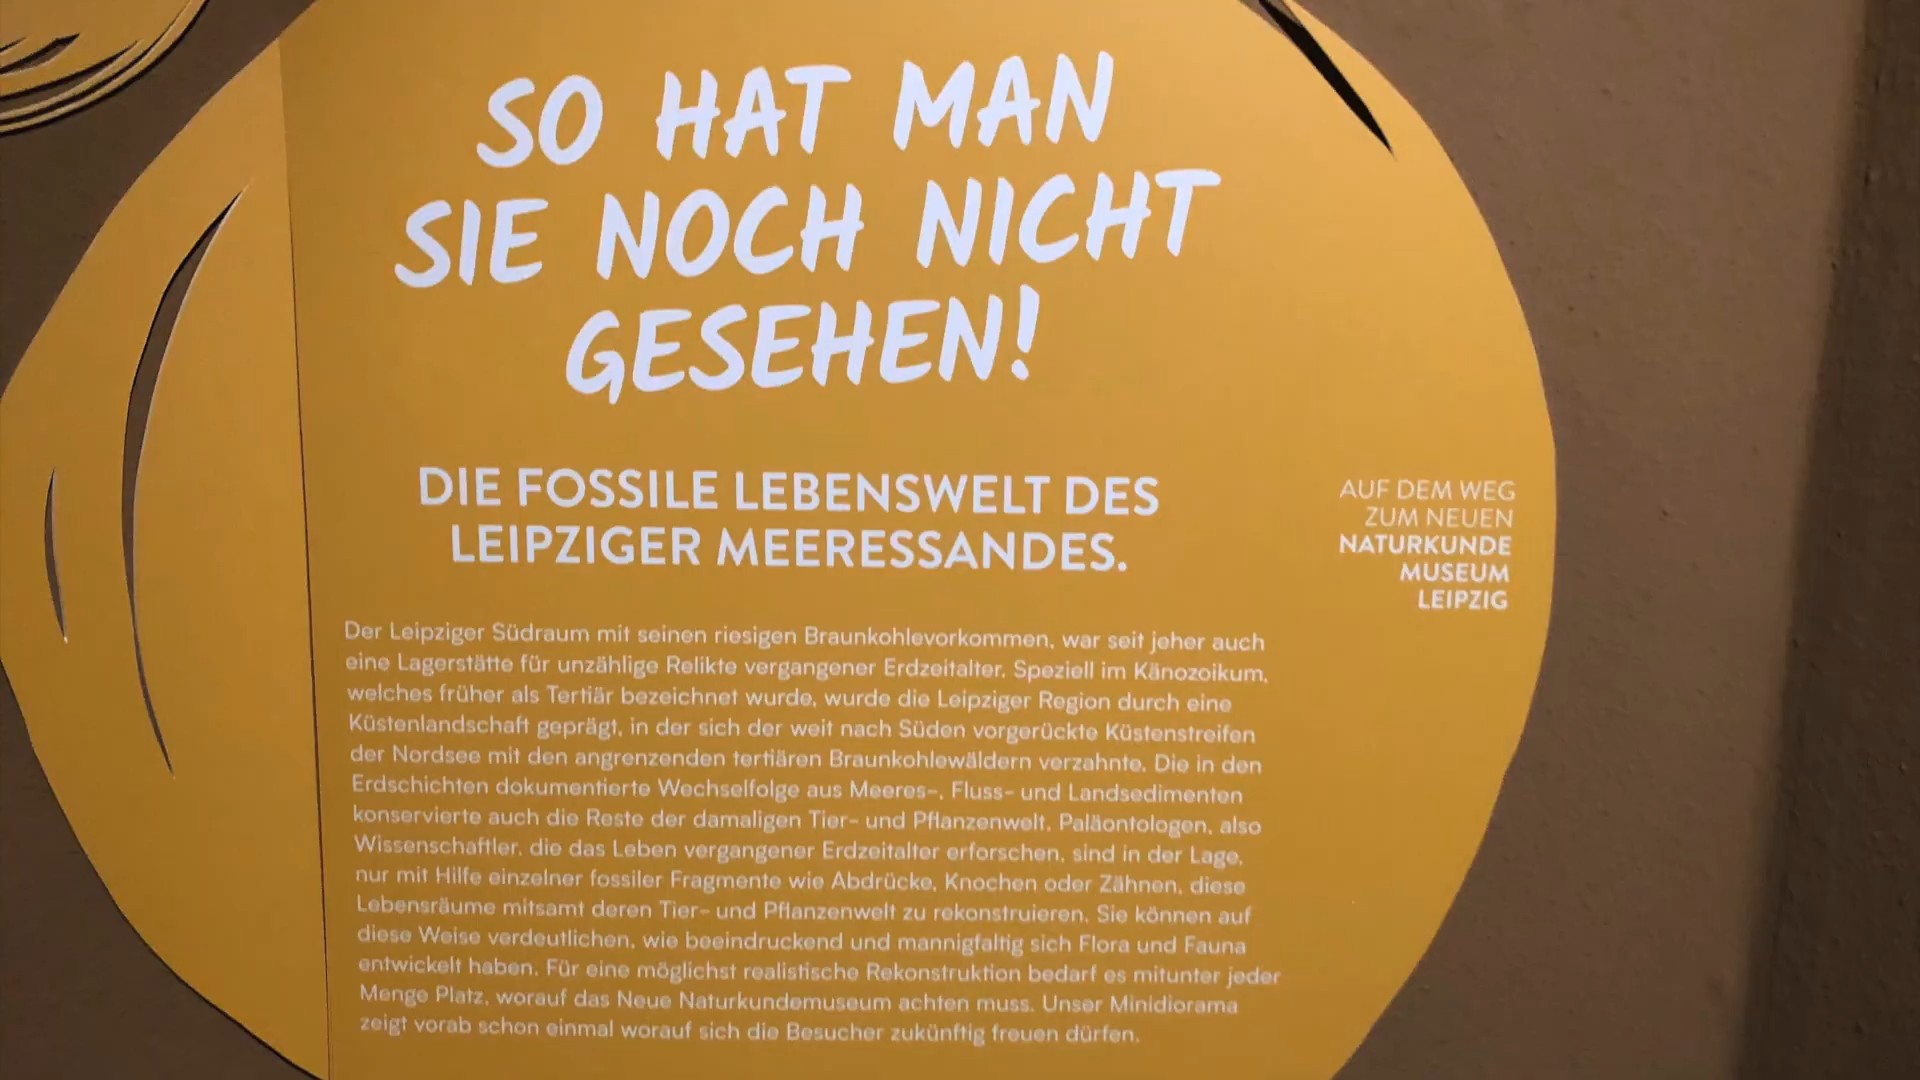 SO HAT MAN
SIE NOCH NICHT
GESEHEN!
DIE FOSSILE LEBENSWELT DES
LEIPZIGER MEERESSANDES.
AUF DEM WEG
ZUM NEUEN
NATURKUNDE
MUSEUM
LEIPZIG
Der Leipziger Südraum mit seinen riesigen Braunkohlevorkommen, war seit jeher auch
eine Lagerstätte für unzählige Relikte vergangener Erdzeitalter. Speziell im Känozoikum,
welches früher als Tertiär bezeichnet wurde, wurde die Leipziger Region durch eine
Küstenlandschaft geprägt, in der sich der weit nach Süden vorgerückte Küstenstreifen
der Nordsee mit den angrenzenden tertiären Braunkohlewäldern verzahnte. Die in den
Erdschichten dokumentierte Wechselfolge aus Meeres-, Fluss- und Landsedimenten
konservierte auch die Reste der damaligen Tier- und Pflanzenwelt. Paläontologen, also
Wissenschaftler, die das Leben vergangener Erdzeitalter erforschen, sind in der Lage,
nur mit Hilfe einzelner fossiler Fragmente wie Abdrücke, Knochen oder Zähnen, diese
Lebensräume mitsamt deren Tier- und Pflanzenwelt zu rekonstruieren. Sie können auf
diese Weise verdeutlichen, wie beeindruckend und mannigfaltig sich Flora und Fauna
entwickelt haben. Für eine möglichst realistische Rekonstruktion bedarf es mitunter jeder
Menge Platz, worauf das Neue Naturkundemuseum achten muss. Unser Minidiorama
zeigt vorab schon einmal worauf sich die Besucher zukünftig freuen dürfen.